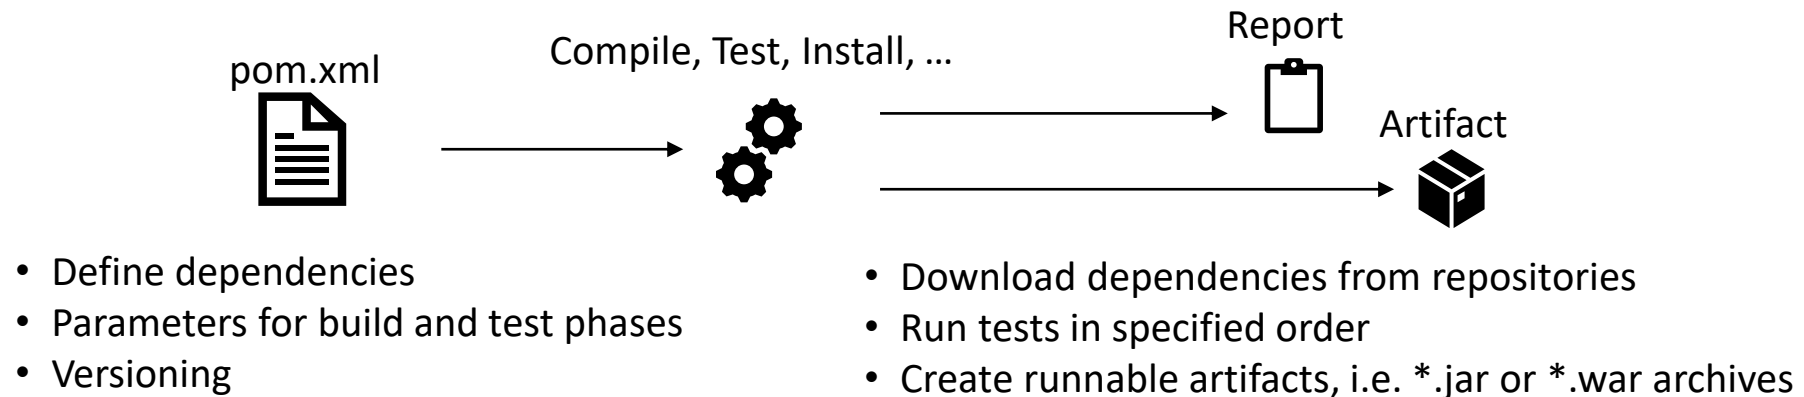 pom.xml
Compile, Test, Install, ...
Report
Artifact
• Define dependencies
• Parameters for build and test phases
• Versioning
• Download dependencies from repositories
• Run tests in specified order
• Create runnable artifacts, i.e. *.jar or *.war archives